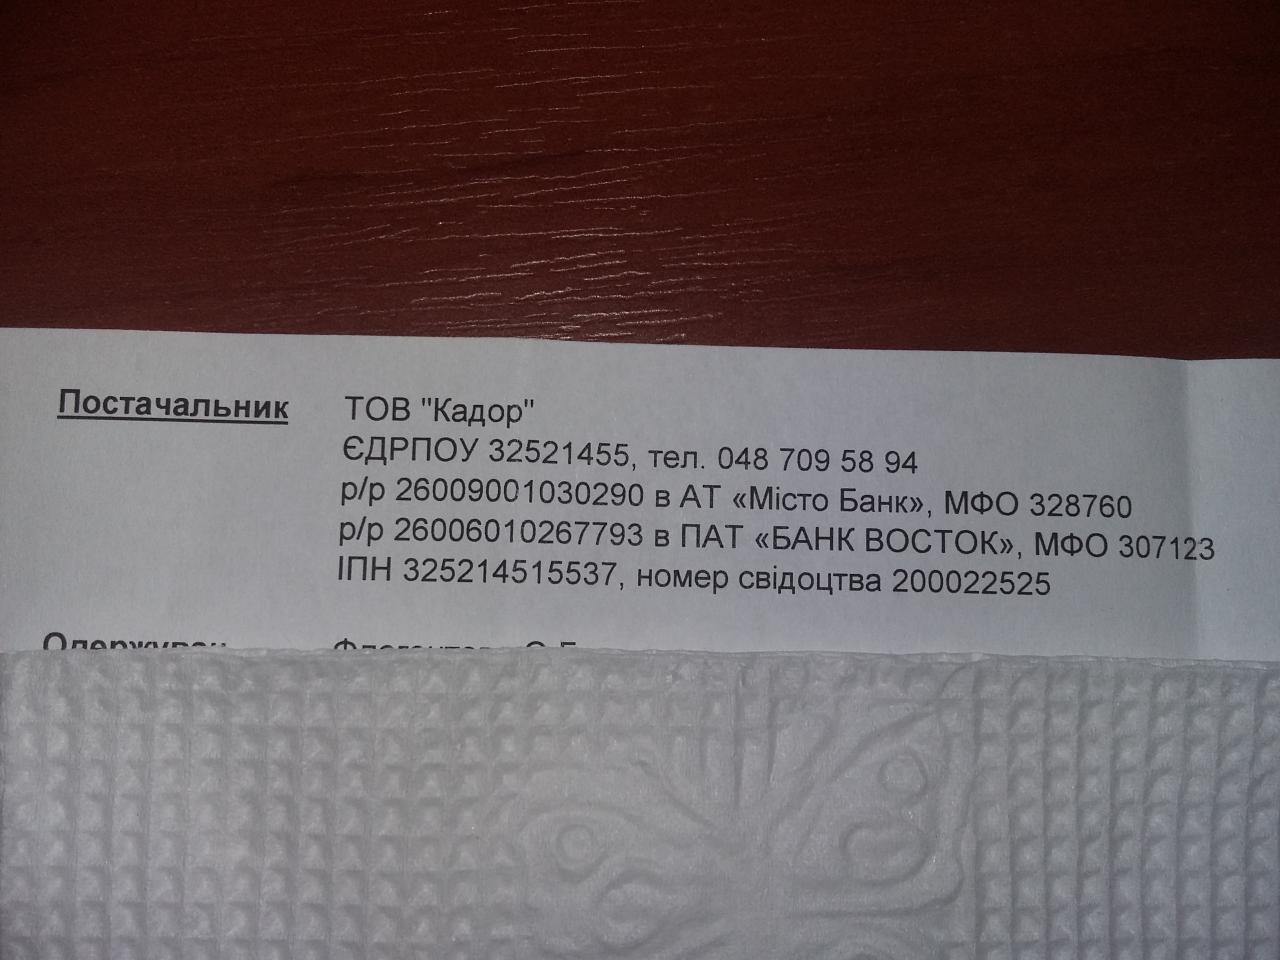 Постачальник ТОВ "Кадор"
ЄДРПОУ 32521455, тел. 048 709 58 94
р/р 26009001030290 в АТ «Місто Банк», МФО 328760
р/р 26006010267793 в ПАТ «БАНК ВОСТОК», МФО 307123
ІПН 325214515537, номер свідоцтва 200022525